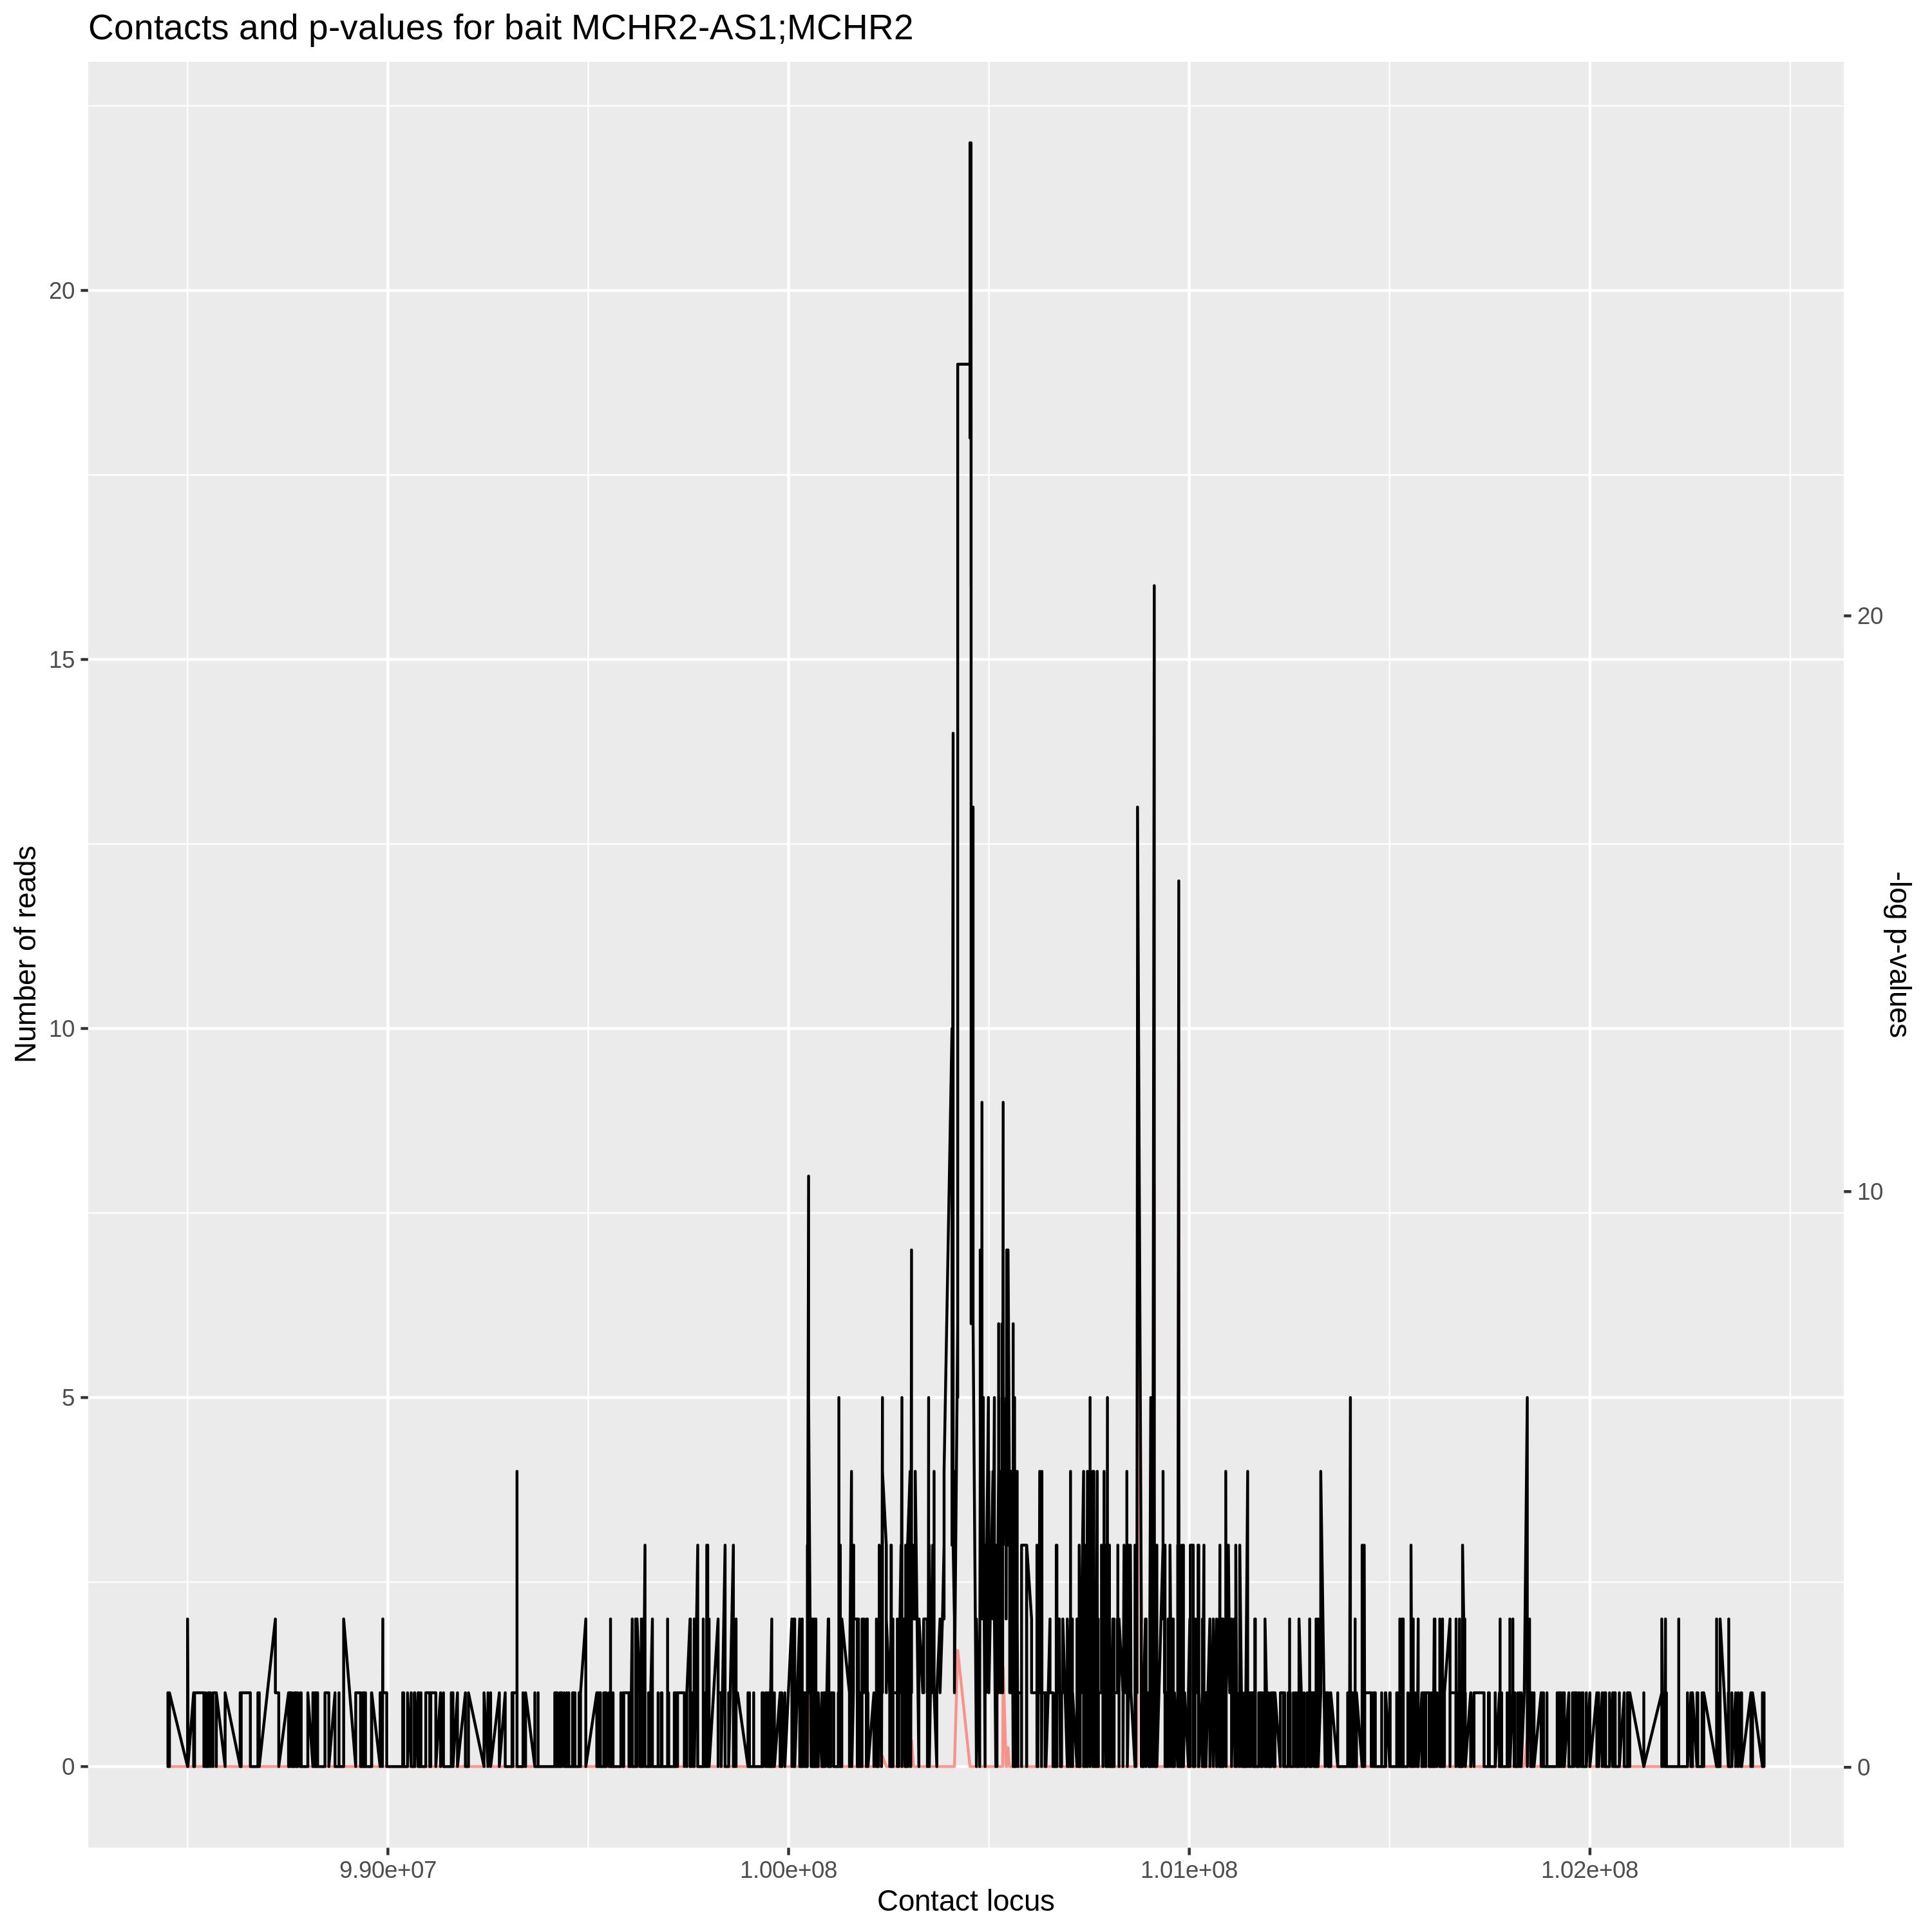 Contacts and p-values for bait MCHR2-AS1;MCHR2
Number of reads
20
15
10
5
0
20
10
0
-log p-values
9.90e+07
1.00e+08
1.01e+08
1.02e+08
Contact locus